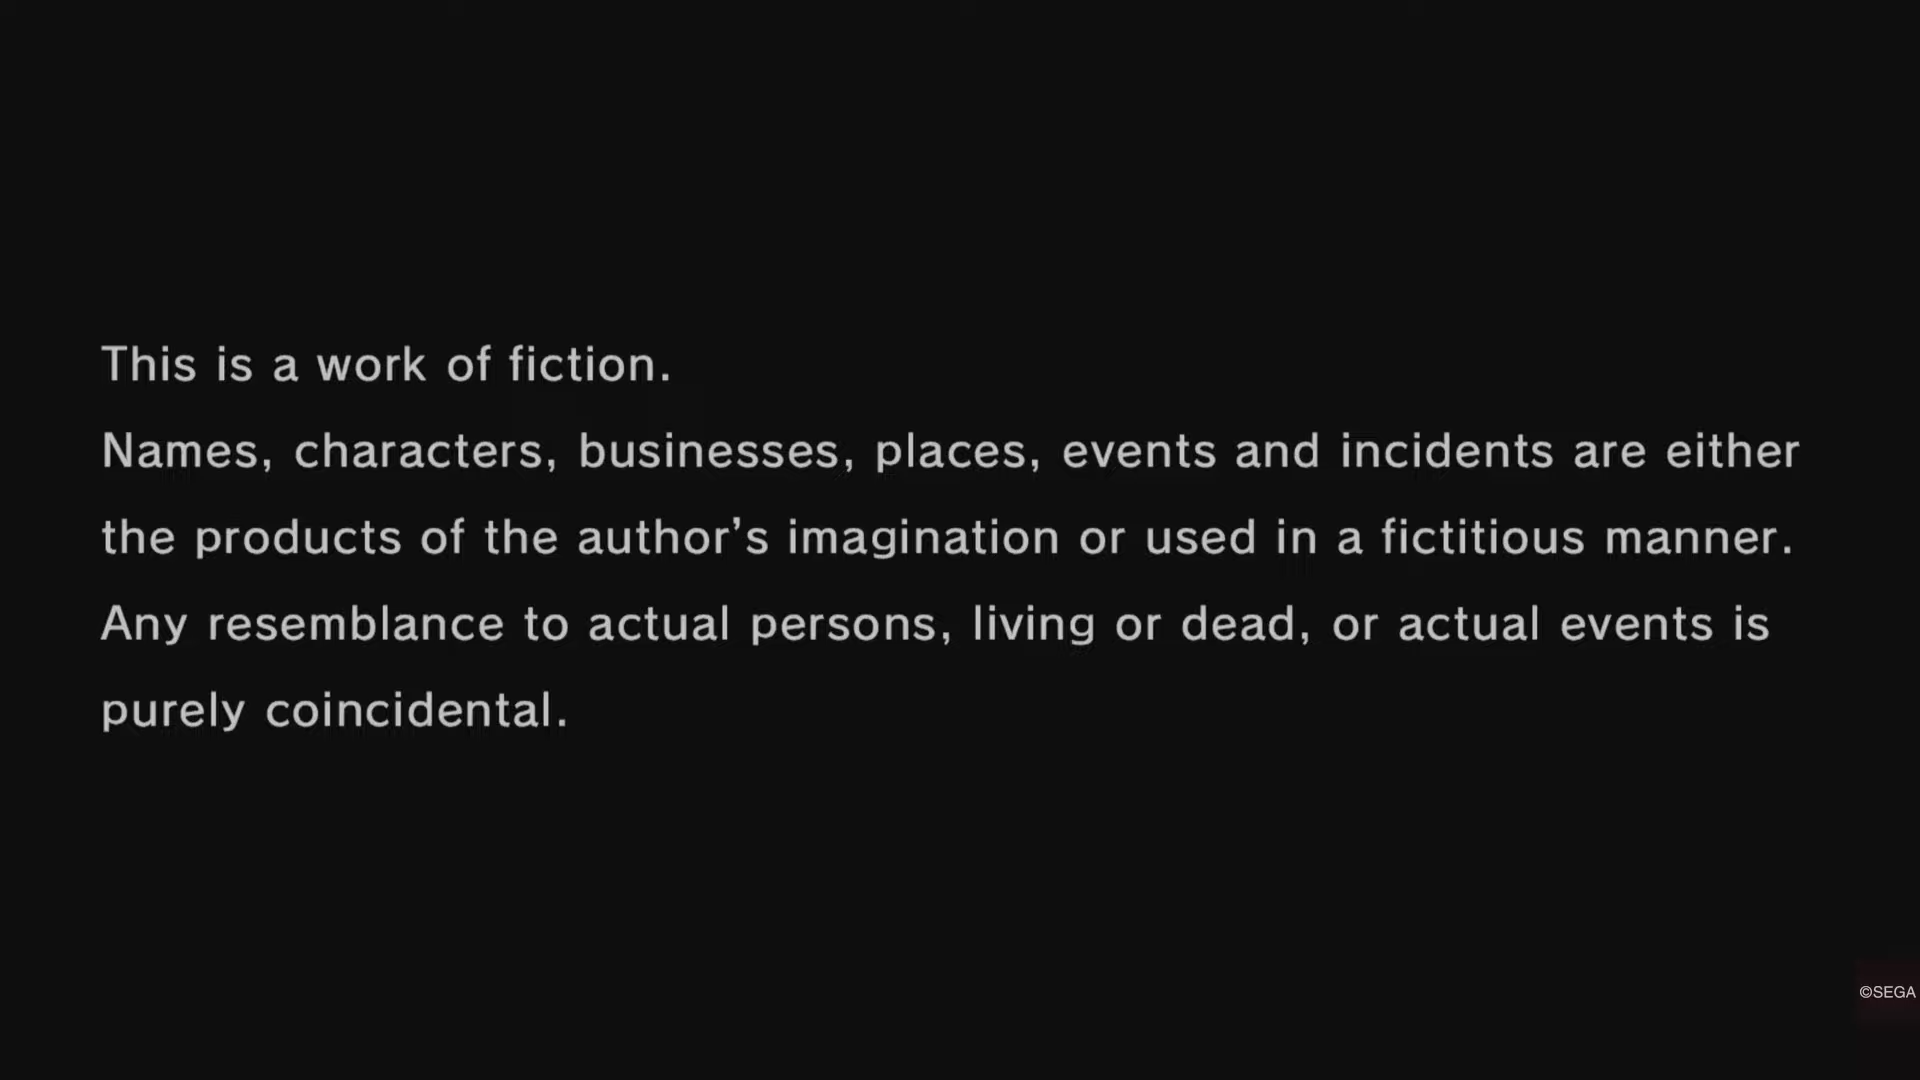 This is a work of fiction.
Names, characters, businesses, places, events and incidents are either
the products of the author’s imagination or used in a fictitious manner.
Any resemblance to actual persons, living or dead, or actual events is
purely coincidental.
©SEGA